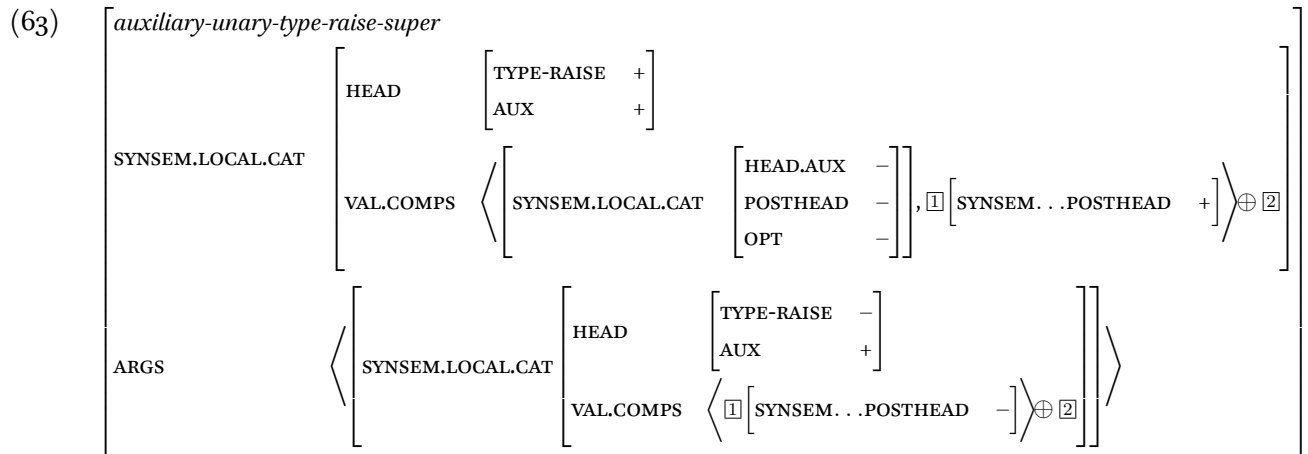 (63)
auxiliary-unary-type-raise-super
TYPE-RAISE +
HEAD
AUX +
SYNSEM.LOCAL.CAT
HEAD.AUX −
VAL.COMPS ⟨ [ SYNSEM.LOCAL.CAT [ POSTHEAD − ] ] , 1 [ SYNSEM...POSTHEAD + ] ⟩ ⊕ 2
OPT −
TYPE-RAISE −
HEAD
AUX +
ARGS ⟨ [ SYNSEM.LOCAL.CAT
VAL.COMPS ⟨ 1 [ SYNSEM...POSTHEAD − ] ⟩ ⊕ 2 ] ⟩